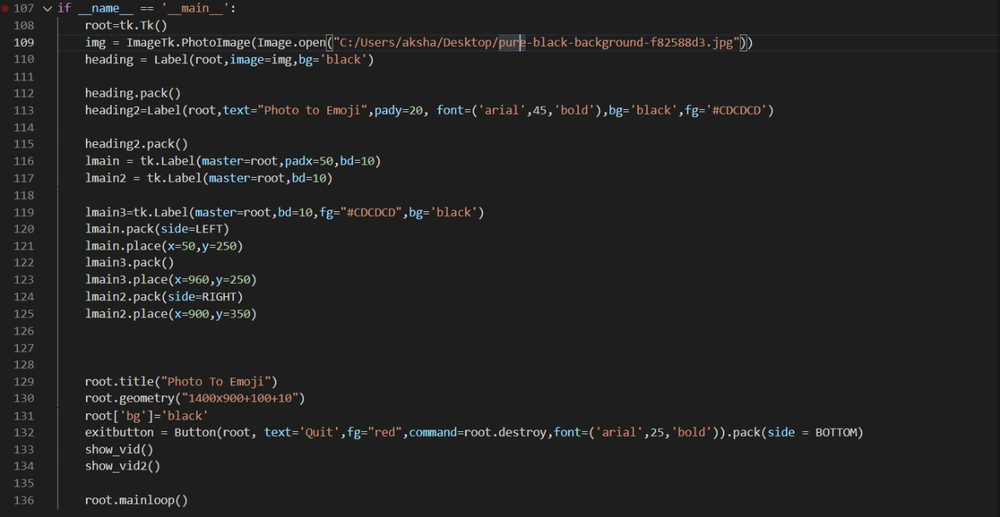 107 if __name__ == '__main__':
108 root=tk.Tk()
109 img = ImageTk.PhotoImage(Image.open("C:/Users/aksha/Desktop/pure-black-background-f82588d3.jpg"))
110 heading = Label(root,image=img,bg='black')
111
112 heading.pack()
113 heading2=Label(root,text="Photo to Emoji",pady=20, font=('arial',45,'bold'),bg='black',fg='#CDCDCD')
114
115 heading2.pack()
116 lmain = tk.Label(master=root,padx=50,bd=10)
117 lmain2 = tk.Label(master=root,bd=10)
118
119 lmain3=tk.Label(master=root,bd=10,fg="#CDCDCD",bg='black')
120 lmain.pack(side=LEFT)
121 lmain.place(x=50,y=250)
122 lmain3.pack()
123 lmain3.place(x=960,y=250)
124 lmain2.pack(side=RIGHT)
125 lmain2.place(x=900,y=350)
126
127
128
129 root.title("Photo To Emoji")
130 root.geometry("1400x900+100+10")
131 root['bg']='black'
132 exitbutton = Button(root, text='Quit',fg="red",command=root.destroy,font=('arial',25,'bold')).pack(side = BOTTOM)
133 show_vid()
134 show_vid2()
135
136 root.mainloop()